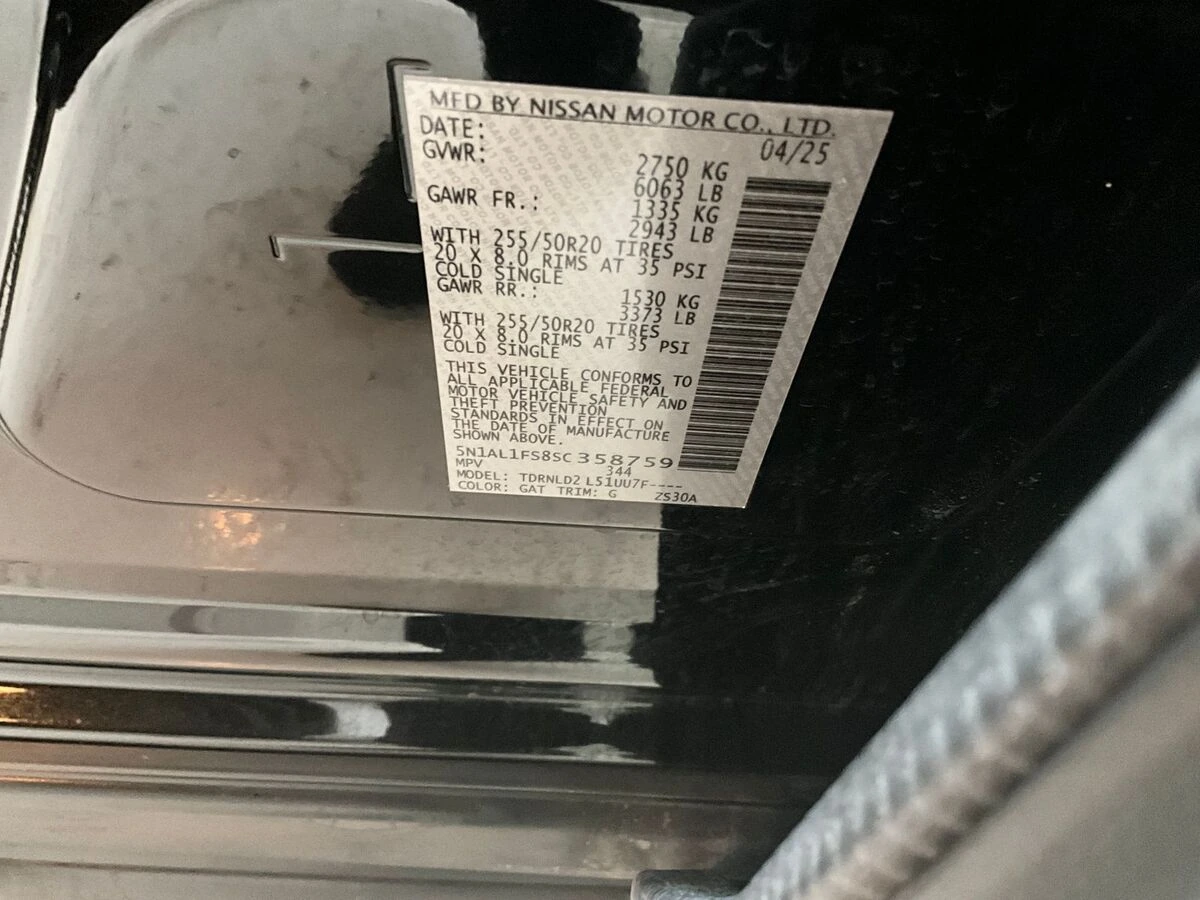 MFD BY NISSAN MOTOR CO., LTD.
DATE: 04/25
GVWR: 2750 KG
6063 LB
GAWR FR.: 1335 KG
2943 LB
WITH 255/50R20 TIRES
20 X 8.0 RIMS AT 35 PSI
COLD SINGLE
GAWR RR.: 1530 KG
3373 LB
WITH 255/50R20 TIRES
20 X 8.0 RIMS AT 35 PSI
COLD SINGLE
THIS VEHICLE CONFORMS TO
ALL APPLICABLE FEDERAL
MOTOR VEHICLE SAFETY AND
THEFT PREVENTION
STANDARDS IN EFFECT ON
THE DATE OF MANUFACTURE
SHOWN ABOVE.
5N1AL1FS8SC358759
MPV 344
MODEL: TDRNLD2 L51UU7F----
COLOR: GAT TRIM: G ZS30A